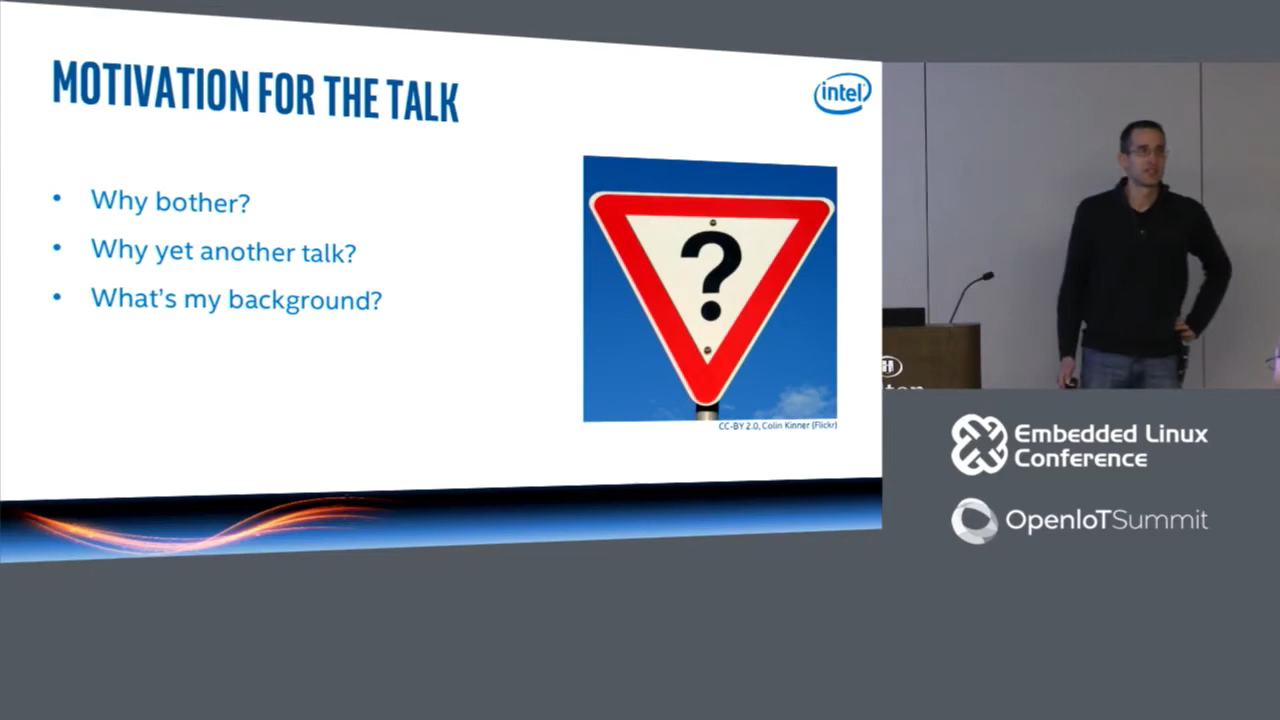 MOTIVATION FOR THE TALK
intel
• Why bother?
• Why yet another talk?
• What's my background?
?
CC-BY 2.0, Colin Kinner (Flickr)
Embedded Linux
Conference
OpenIoTSummit